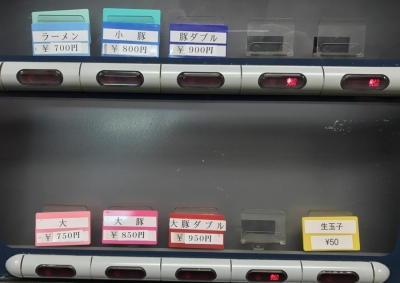 ラーメン
¥ 700円
小豚
¥ 800円
豚ダブル
¥ 900円
大
¥ 750円
大豚
¥ 850円
大豚ダブル
¥ 950円
生玉子
¥50